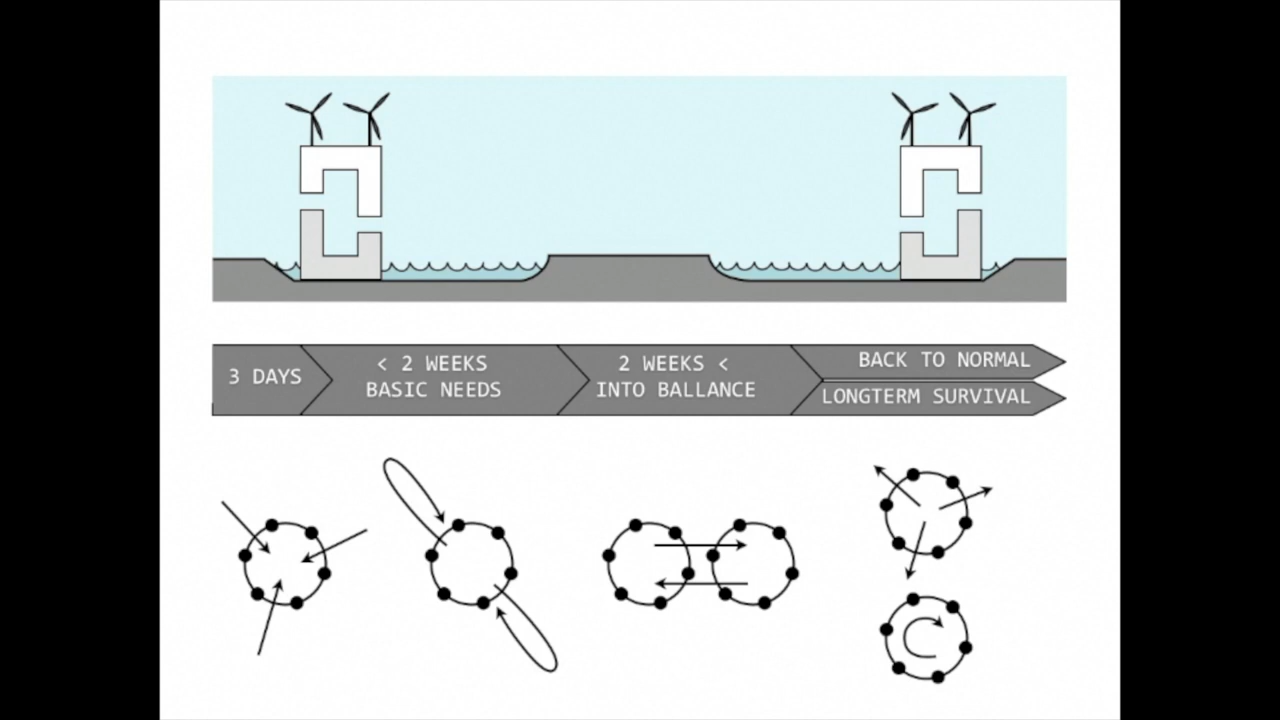 3 DAYS
< 2 WEEKS
BASIC NEEDS
2 WEEKS <
INTO BALLANCE
BACK TO NORMAL
LONGTERM SURVIVAL